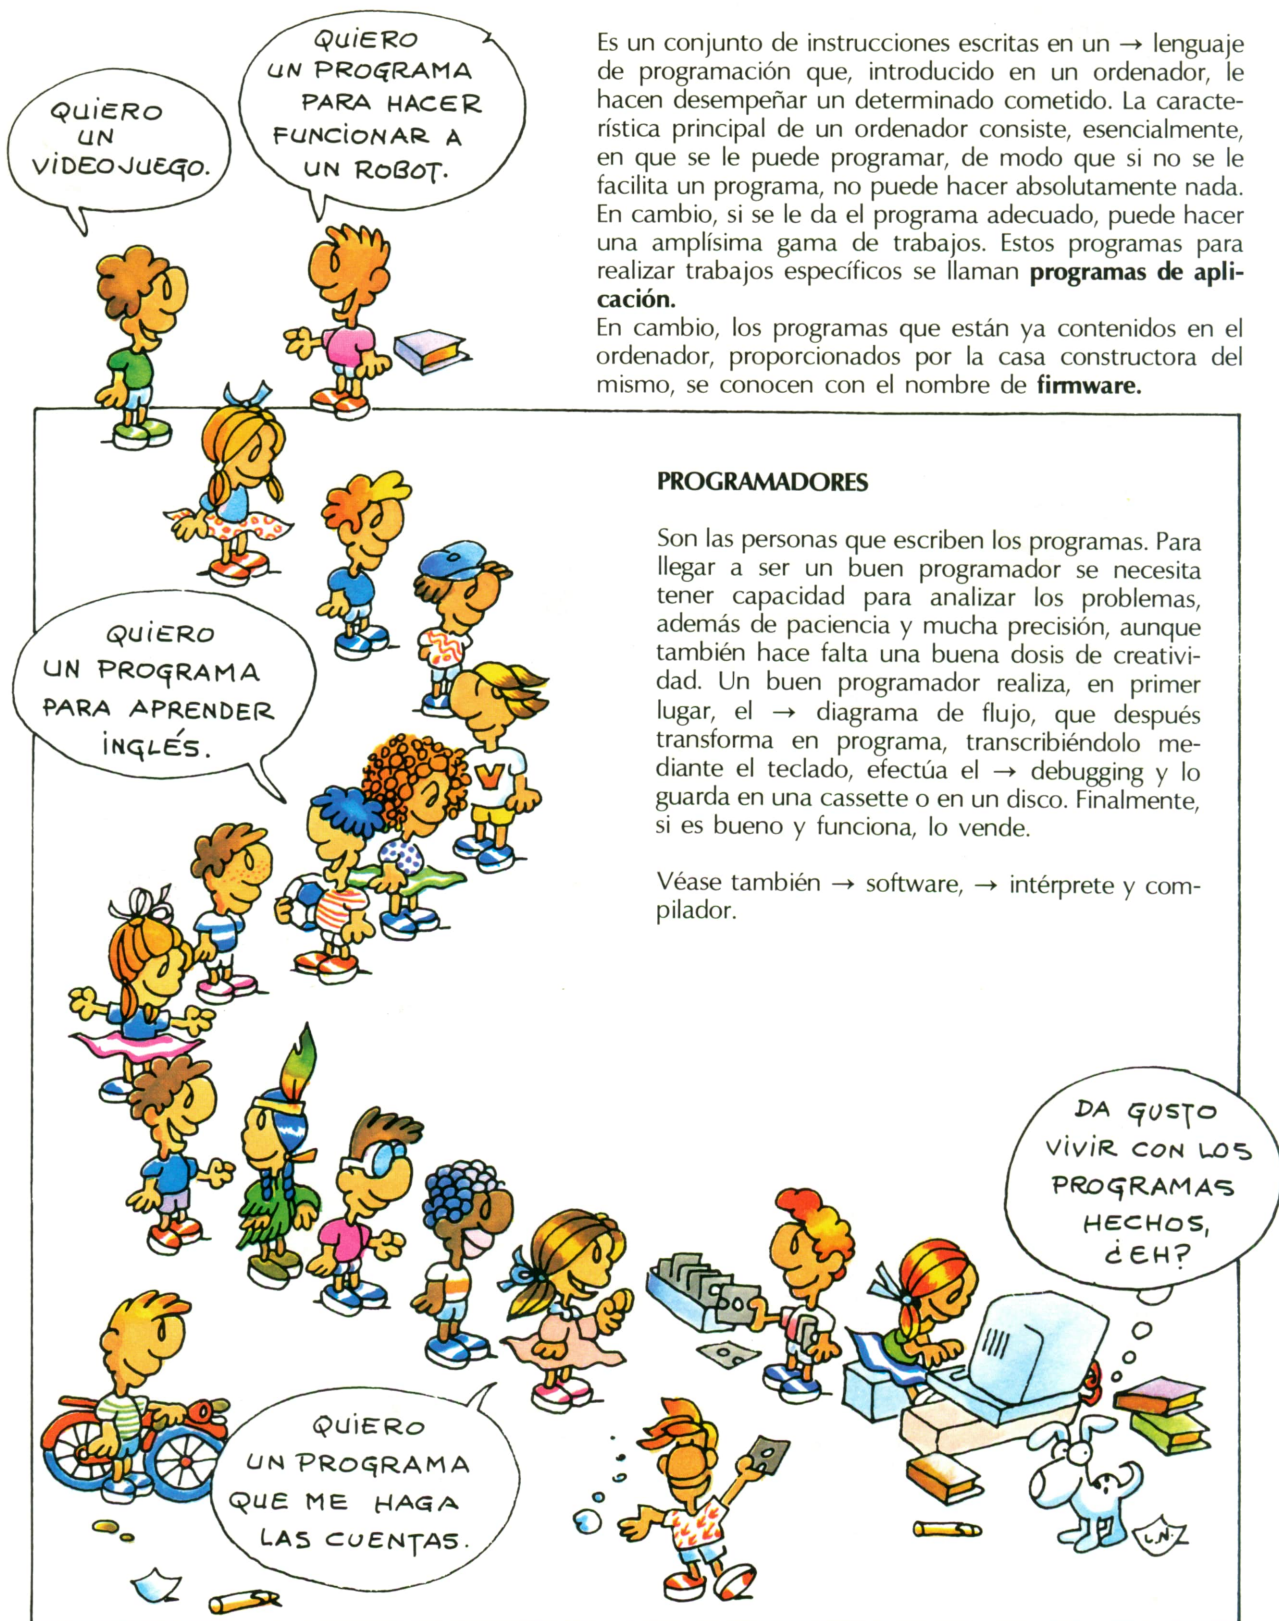 QUIERO
UN
VIDEOJUEGO.
QUIERO
UN PROGRAMA
PARA HACER
FUNCIONAR A
UN ROBOT.
Es un conjunto de instrucciones escritas en un → lenguaje
de programación que, introducido en un ordenador, le
hacen desempeñar un determinado cometido. La caracte-
rística principal de un ordenador consiste, esencialmente,
en que se le puede programar, de modo que si no se le
facilita un programa, no puede hacer absolutamente nada.
En cambio, si se le da el programa adecuado, puede hacer
una amplísima gama de trabajos. Estos programas para
realizar trabajos específicos se llaman programas de apli-
cación.
En cambio, los programas que están ya contenidos en el
ordenador, proporcionados por la casa constructora del
mismo, se conocen con el nombre de firmware.
PROGRAMADORES
Son las personas que escriben los programas. Para
llegar a ser un buen programador se necesita
tener capacidad para analizar los problemas,
además de paciencia y mucha precisión, aunque
también hace falta una buena dosis de creativi-
dad. Un buen programador realiza, en primer
lugar, el → diagrama de flujo, que después
transforma en programa, transcribiéndolo me-
diante el teclado, efectúa el → debugging y lo
guarda en una cassette o en un disco. Finalmente,
si es bueno y funciona, lo vende.
Véase también → software, → intérprete y com-
pilador.
QUIERO
UN PROGRAMA
PARA APRENDER
INGLÉS.
DA GUSTO
VIVIR CON LOS
PROGRAMAS
HECHOS,
¿EH?
QUIERO
UN PROGRAMA
QUE ME HAGA
LAS CUENTAS.
L.N.